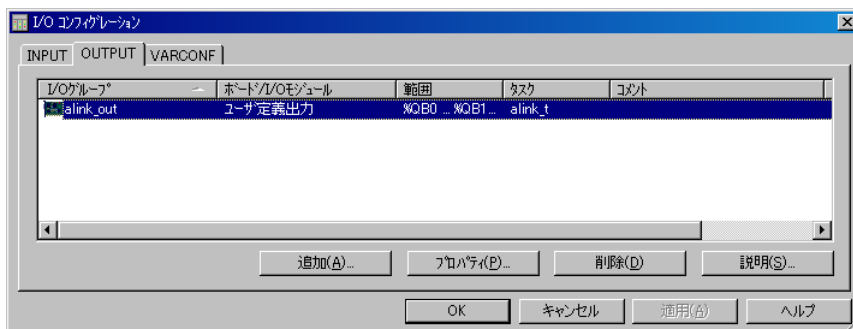 I/O コンフィグレーション
INPUT OUTPUT VARCONF
I/Oグループ ボード/I/Oモジュール 範囲 タスク コメント
alink_out ユーザ定義出力 %QB0 ... %QB1... alink_t
追加(A)... プロパティ(P)... 削除(D) 説明(S)...
OK キャンセル 適用(A) ヘルプ